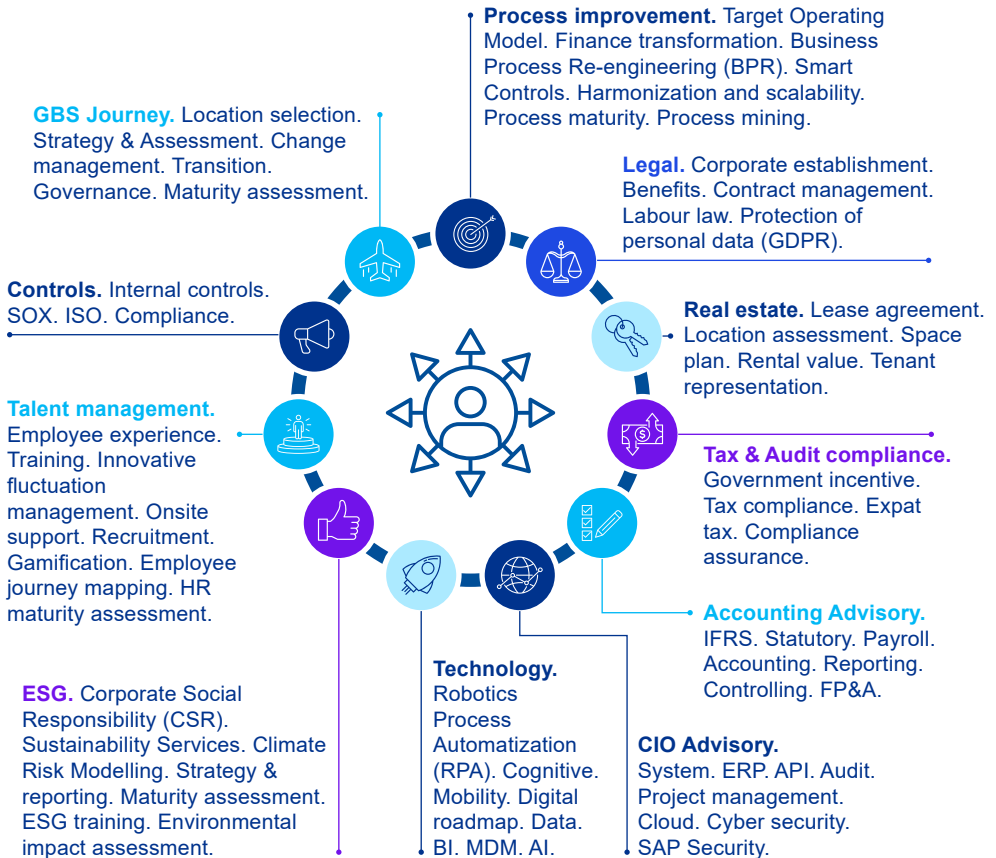 Process improvement. Target Operating
Model. Finance transformation. Business
Process Re-engineering (BPR). Smart
Controls. Harmonization and scalability.
Process maturity. Process mining.
GBS Journey. Location selection.
Strategy & Assessment. Change
management. Transition.
Governance. Maturity assessment.
Legal. Corporate establishment.
Benefits. Contract management.
Labour law. Protection of
personal data (GDPR).
Controls. Internal controls.
SOX. ISO. Compliance.
Real estate. Lease agreement.
Location assessment. Space
plan. Rental value. Tenant
representation.
Talent management.
Employee experience.
Training. Innovative
fluctuation
management. Onsite
support. Recruitment.
Gamification. Employee
journey mapping. HR
maturity assessment.
$
Tax & Audit compliance.
Government incentive.
Tax compliance. Expat
tax. Compliance
assurance.
Accounting Advisory.
IFRS. Statutory. Payroll.
Accounting. Reporting.
Controlling. FP&A.
ESG. Corporate Social
Responsibility (CSR).
Sustainability Services. Climate
Risk Modelling. Strategy &
reporting. Maturity assessment.
ESG training. Environmental
impact assessment.
Technology.
Robotics
Process
Automatization
(RPA). Cognitive.
Mobility. Digital
roadmap. Data.
BI. MDM. AI.
CIO Advisory.
System. ERP. API. Audit.
Project management.
Cloud. Cyber security.
SAP Security.